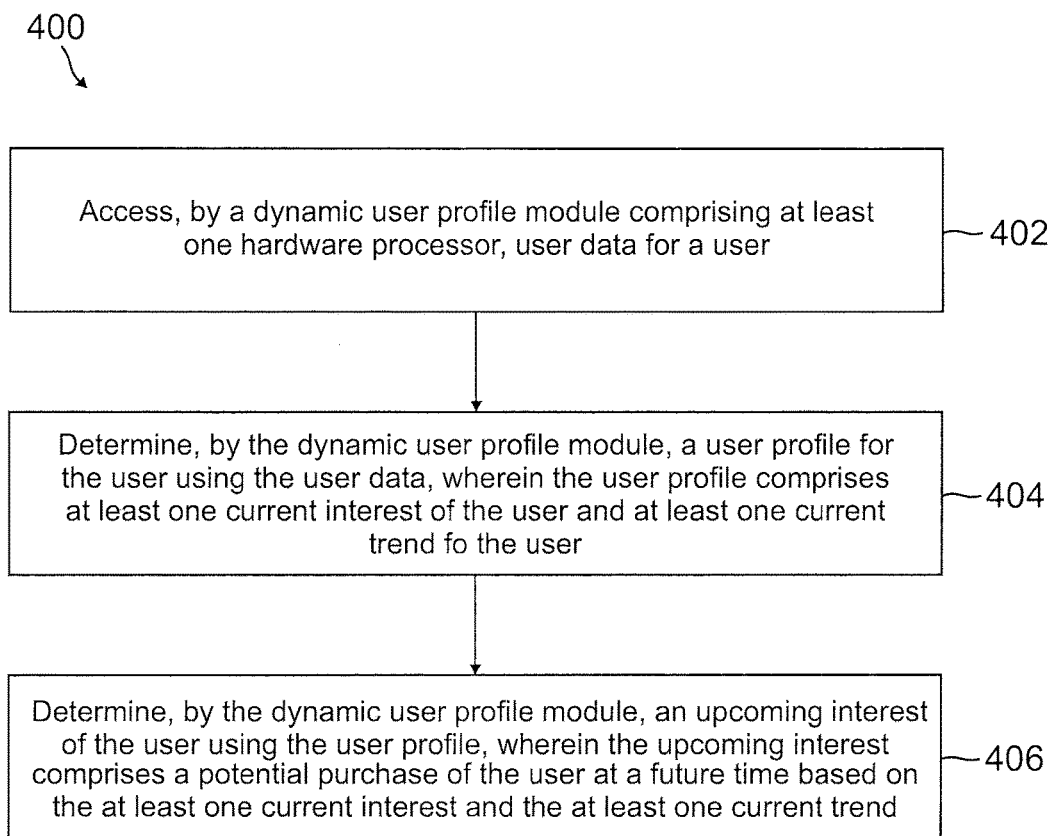 400
Access, by a dynamic user profile module comprising at least
one hardware processor, user data for a user
402
Determine, by the dynamic user profile module, a user profile for
the user using the user data, wherein the user profile comprises
at least one current interest of the user and at least one current
trend fo the user
404
Determine, by the dynamic user profile module, an upcoming interest
of the user using the user profile, wherein the upcoming interest
comprises a potential purchase of the user at a future time based on
the at least one current interest and the at least one current trend
406